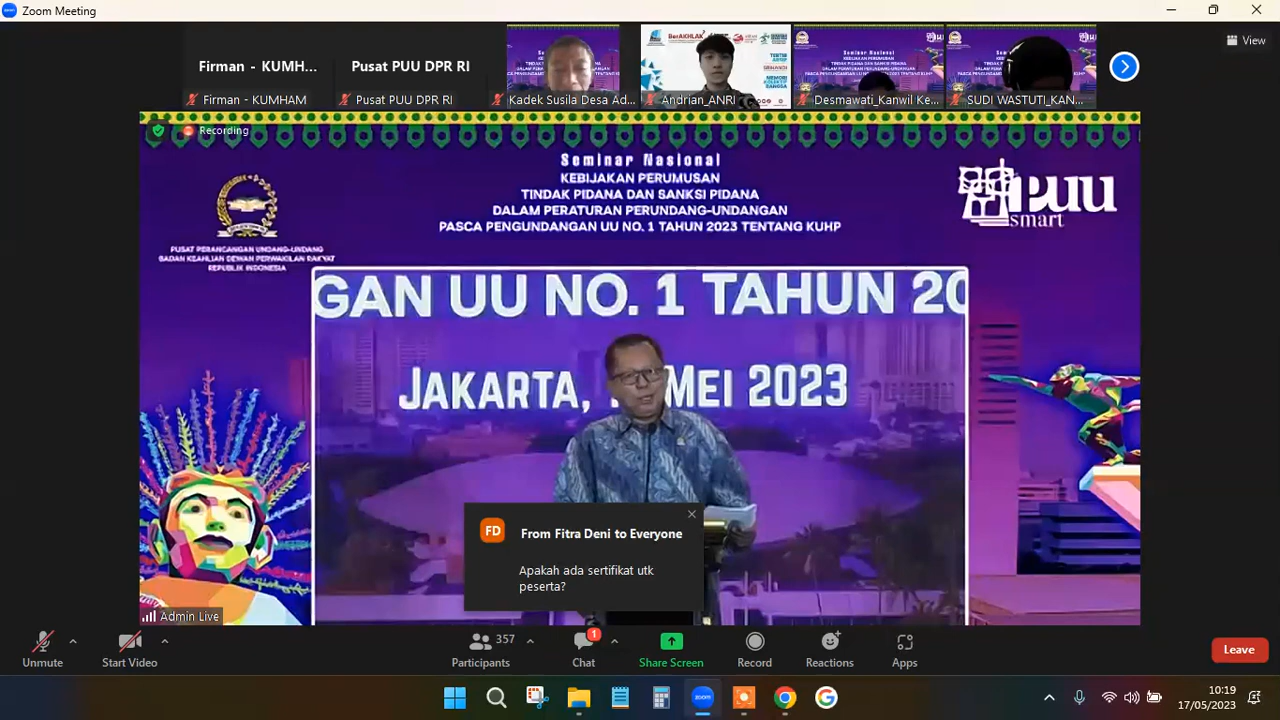 Zoom Meeting
Firman - KUMH...
Pusat PUU DPR RI
Firman - KUMHAM
Pusat PUU DPR RI
Kadek Susila Desa Ad...
BerAKHLAK
Andrian_ANRI
Desmawati_Kanwil Ke...
SUDI WASTUTI_KAN...
View
Recording
Seminar Nasional
KEBIJAKAN PERUMUSAN
TINDAK PIDANA DAN SANKSI PIDANA
DALAM PERATURAN PERUNDANG-UNDANGAN
PASCA PENGUNDANGAN UU NO. 1 TAHUN 2023 TENTANG KUHP
PUSAT PERANCANGAN UNDANG-UNDANG
BADAN KEAHLIAN DEWAN PERWAKILAN RAKYAT
REPUBLIK INDONESIA
PUU
smart
GAN UU NO. 1 TAHUN 20
JAKARTA, MEI 2023
FD
From Fitra Deni to Everyone
Apakah ada sertifikat utk
peserta?
Admin Live
Unmute
Start Video
357
Participants
1
Chat
Share Screen
Record
Reactions
Apps
Leave
zoom
10:19
17/05/2023